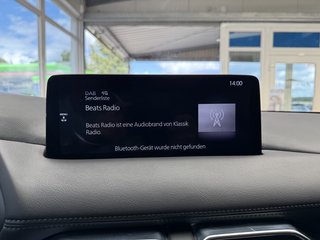 DAB
14:00
Senderliste
Beats Radio
MENU
Beats Radio ist eine Audiobrand von Klassik
Radio.
Bluetooth-Gerät wurde nicht gefunden